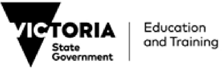 VICTORIA
State
Government
Education
and Training